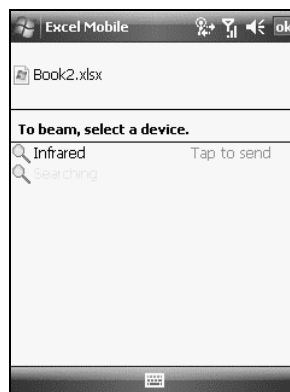 Excel Mobile ok
Book2.xlsx
To beam, select a device.
Infrared Tap to send
Searching